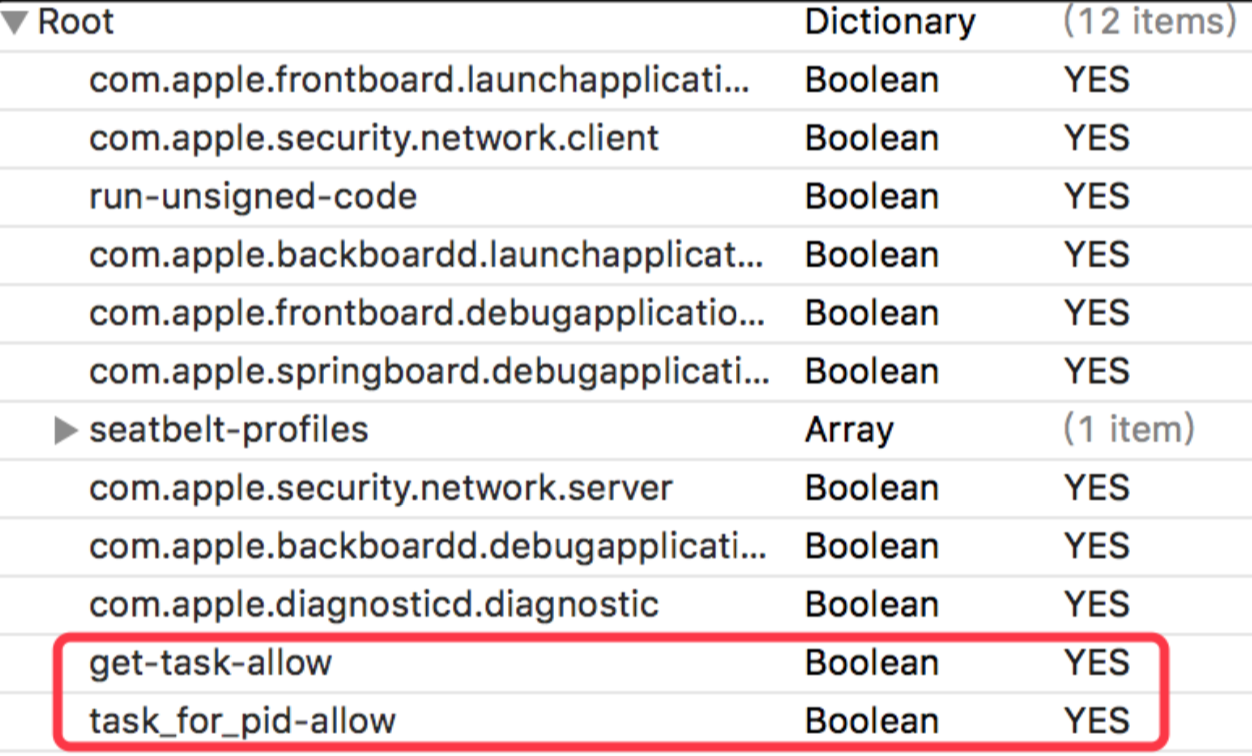 Root Dictionary (12 items)
com.apple.frontboard.launchapplicati... Boolean YES
com.apple.security.network.client Boolean YES
run-unsigned-code Boolean YES
com.apple.backboardd.launchapplicat... Boolean YES
com.apple.frontboard.debugapplicatio... Boolean YES
com.apple.springboard.debugapplicati... Boolean YES
seatbelt-profiles Array (1 item)
com.apple.security.network.server Boolean YES
com.apple.backboardd.debugapplicati... Boolean YES
com.apple.diagnosticd.diagnostic Boolean YES
get-task-allow Boolean YES
task_for_pid-allow Boolean YES